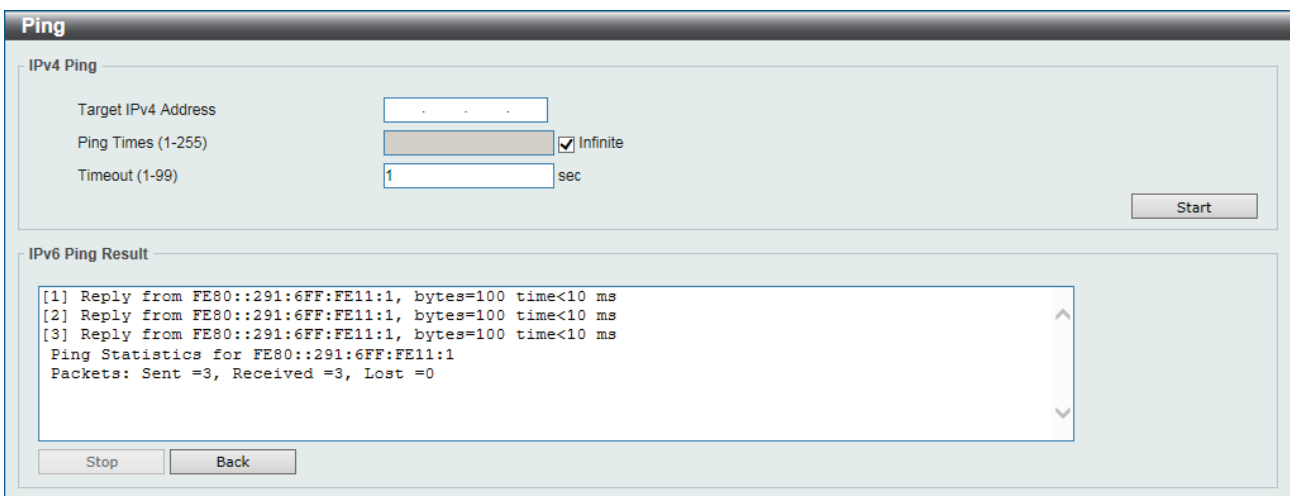 Ping
IPv4 Ping
Target IPv4 Address . . .
Ping Times (1-255) Infinite
Timeout (1-99) 1 sec
Start
IPv6 Ping Result
[1] Reply from FE80::291:6FF:FE11:1, bytes=100 time<10 ms
[2] Reply from FE80::291:6FF:FE11:1, bytes=100 time<10 ms
[3] Reply from FE80::291:6FF:FE11:1, bytes=100 time<10 ms
Ping Statistics for FE80::291:6FF:FE11:1
Packets: Sent =3, Received =3, Lost =0
Stop Back